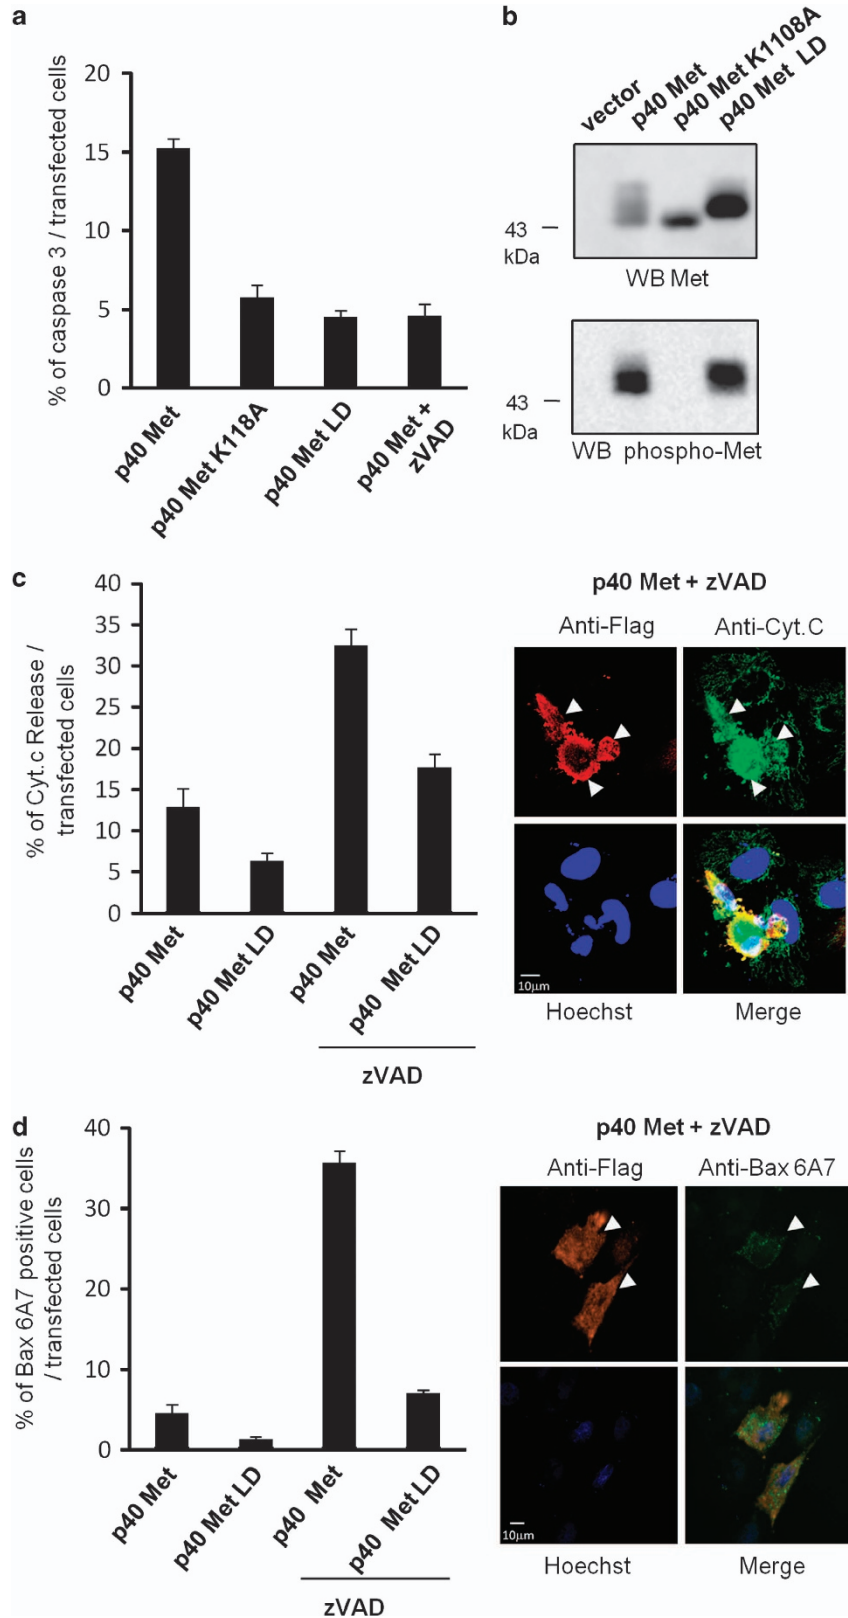 a
% of caspase 3 / transfected cells
20
15
10
5
0
p40 Met
p40 Met K118A
p40 Met LD
p40 Met +
zVAD
b
vector
p40 Met
p40 Met K1108A
p40 Met LD
43
kDa
WB Met
43
kDa
WB phospho-Met
c
% of Cyt.c Release /
transfected cells
40
35
30
25
20
15
10
5
0
p40 Met
p40 Met LD
p40 Met
p40 Met LD
zVAD
p40 Met + zVAD
Anti-Flag
Anti-Cyt.C
10μm
Hoechst
Merge
d
% of Bax 6A7 positive cells
/ transfected cells
40
30
20
10
0
p40 Met
p40 Met LD
p40 Met
p40 Met LD
zVAD
p40 Met + zVAD
Anti-Flag
Anti-Bax 6A7
10μm
Hoechst
Merge